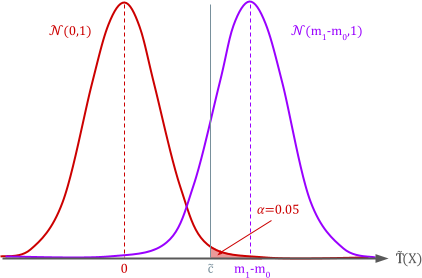 𝒩(0,1)
𝒩(m₁-m₀,1)
α=0.05
T̃(X)
0
c̃
m₁-m₀